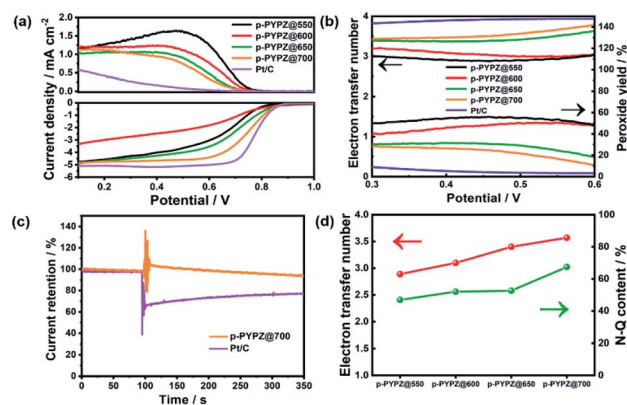 (a)
p-PYPZ@550
p-PYPZ@600
p-PYPZ@650
p-PYPZ@700
Pt/C
Current density / mA cm-2
2.0
1.5
1.0
0.5
0.0
0
-1
-2
-3
-4
-5
-6
0.2 0.4 0.6 0.8 1.0
Potential / V
(b)
Electron transfer number
4
3
2
1
0
p-PYPZ@550
p-PYPZ@600
p-PYPZ@650
p-PYPZ@700
Pt/C
Peroxide yield / %
140
120
100
80
60
40
20
0
0.3 0.4 0.5 0.6
Potential / V
(c)
Current retention / %
140
120
100
80
60
40
20
0
p-PYPZ@700
Pt/C
0 50 100 150 200 250 300 350
Time / s
(d)
Electron transfer number
4.0
3.5
3.0
2.5
2.0
1.5
1.0
N-Q content / %
100
80
60
40
20
0
p-PYPZ@550 p-PYPZ@600 p-PYPZ@650 p-PYPZ@700